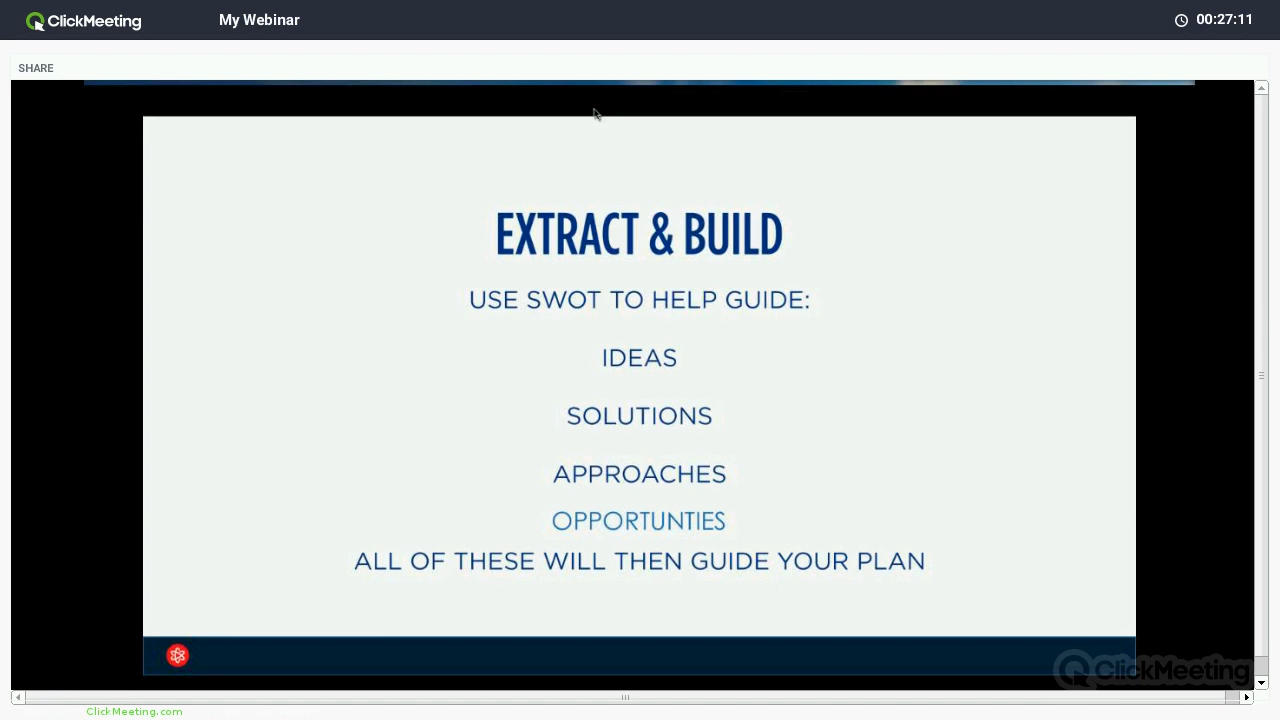 ClickMeeting
My Webinar
00:27:11
SHARE
EXTRACT & BUILD
USE SWOT TO HELP GUIDE:
IDEAS
SOLUTIONS
APPROACHES
OPPORTUNTIES
ALL OF THESE WILL THEN GUIDE YOUR PLAN
ClickMeeting
ClickMeeting.com